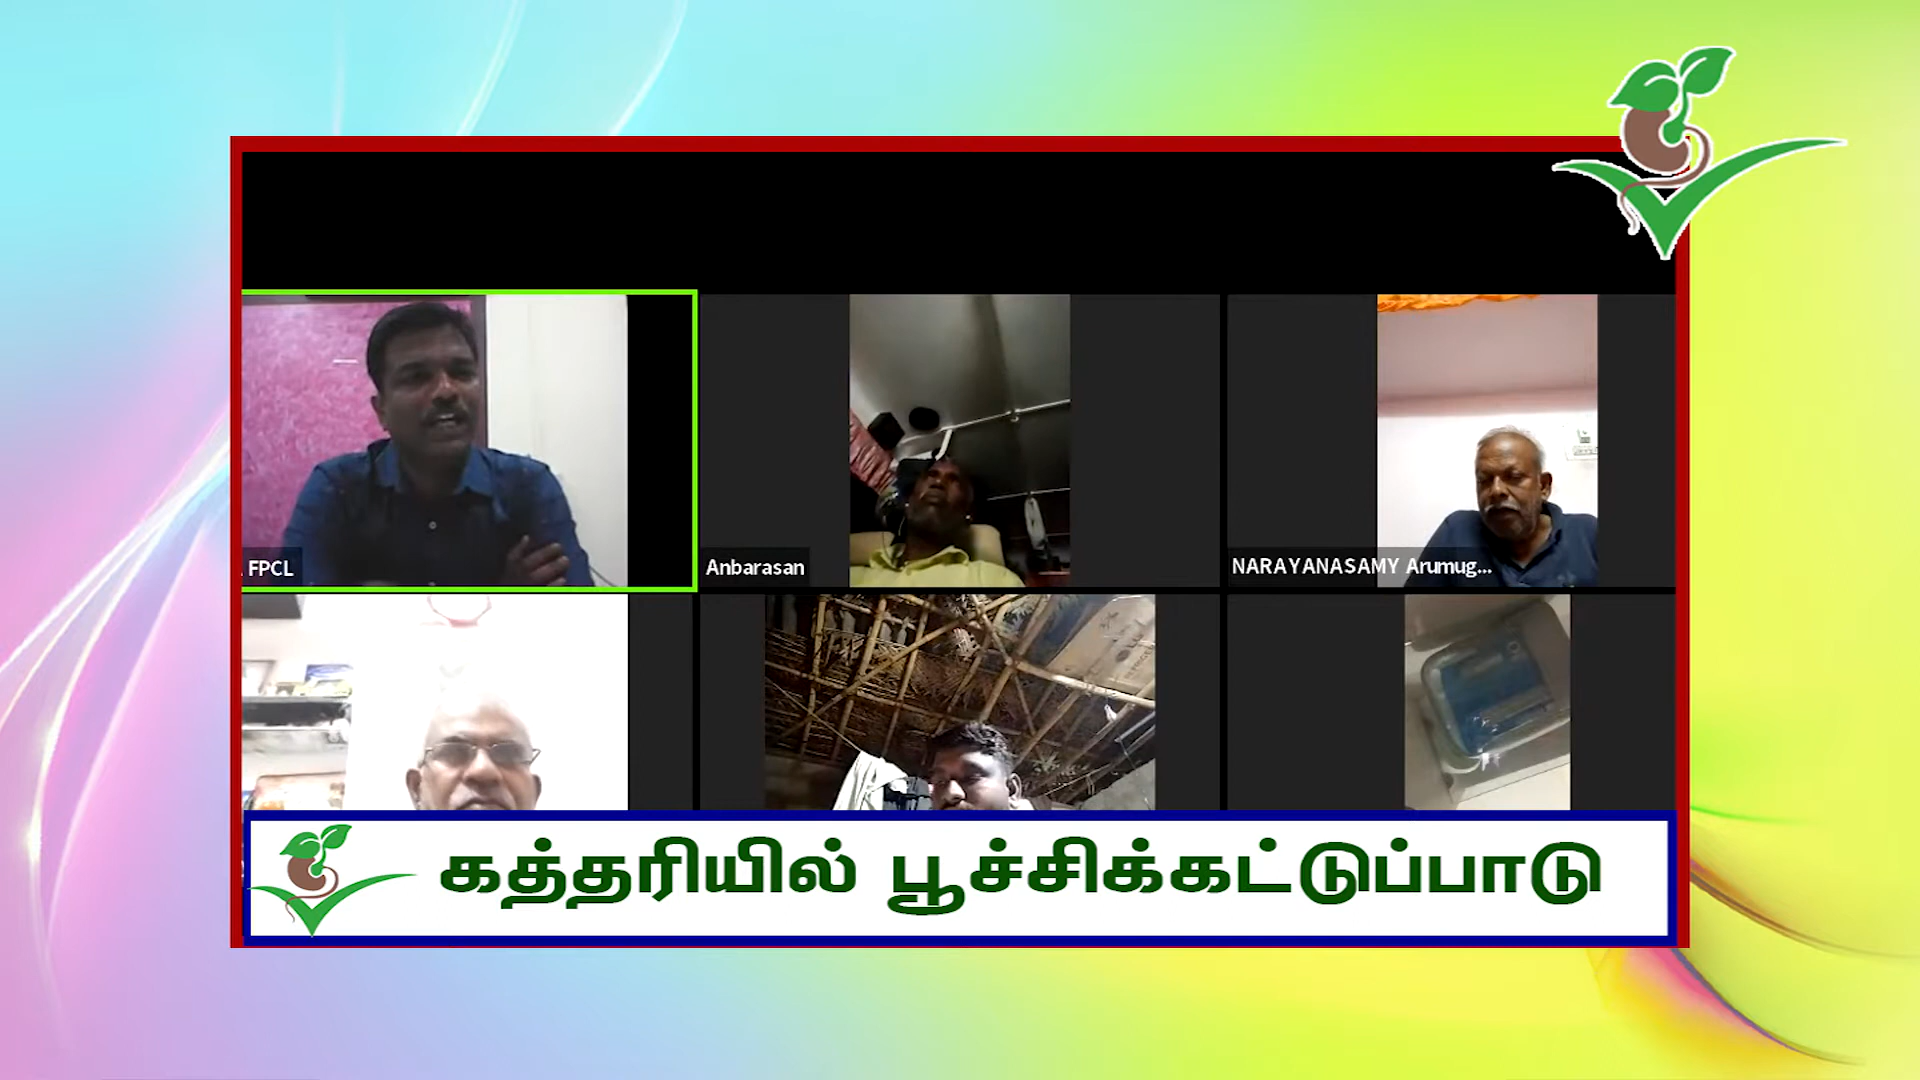 FPCL
Anbarasan
NARAYANASAMY Arumug...
கத்தரியில் பூச்சிக்கட்டுப்பாடு